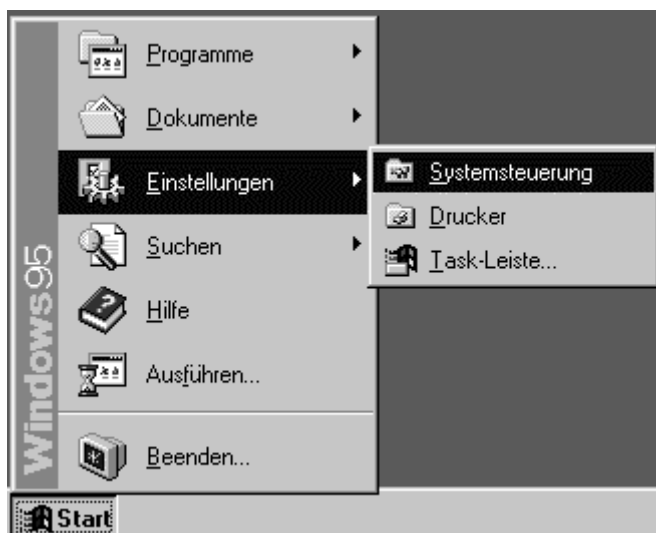 Programme
Dokumente
Einstellungen
Suchen
Hilfe
Ausführen...
Beenden...
Systemsteuerung
Drucker
Task-Leiste...
Windows95
Start